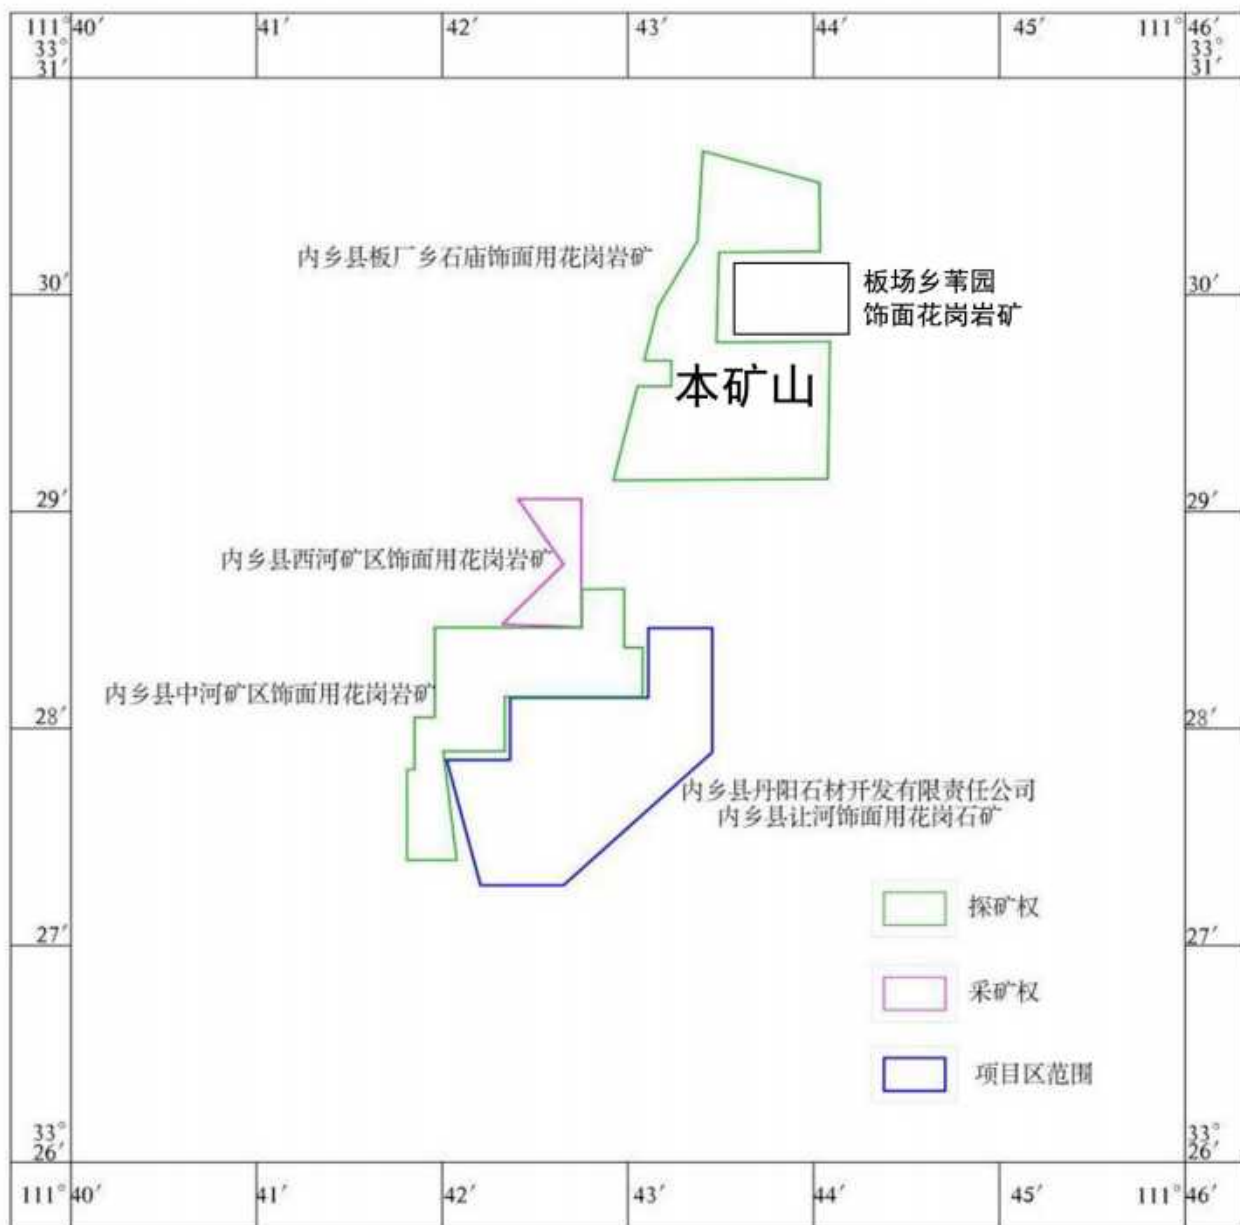 111° 40′ 41′ 42′ 43′ 44′ 45′ 111° 46′
33° 33°
31′ 31′
内乡县板厂乡石庙饰面用花岗岩矿
30′ 30′
板场乡苇园
饰面花岗岩矿
本矿山
29′ 29′
内乡县西河矿区饰面用花岗岩矿
内乡县中河矿区饰面用花岗岩矿
28′ 28′
内乡县丹阳石材开发有限责任公司
内乡县让河饰面用花岗石矿
探矿权
27′ 27′
采矿权
项目区范围
33° 33°
26′ 26′
111° 40′ 41′ 42′ 43′ 44′ 45′ 111° 46′